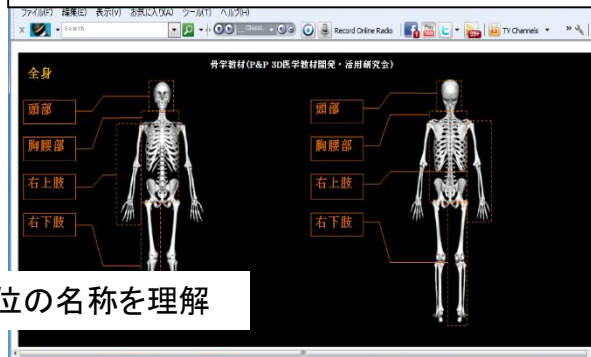 ファイル(F) 編集(E) 表示(V) お気に入り(A) ツール(T) ヘルプ(H)
x Search Record Online Radio TV Channels »
骨学教材(P&P 3D医学教材開発・活用研究会)
全身
頭部
胸腰部
右上肢
右下肢
頭部
胸腰部
右上肢
右下肢
位の名称を理解